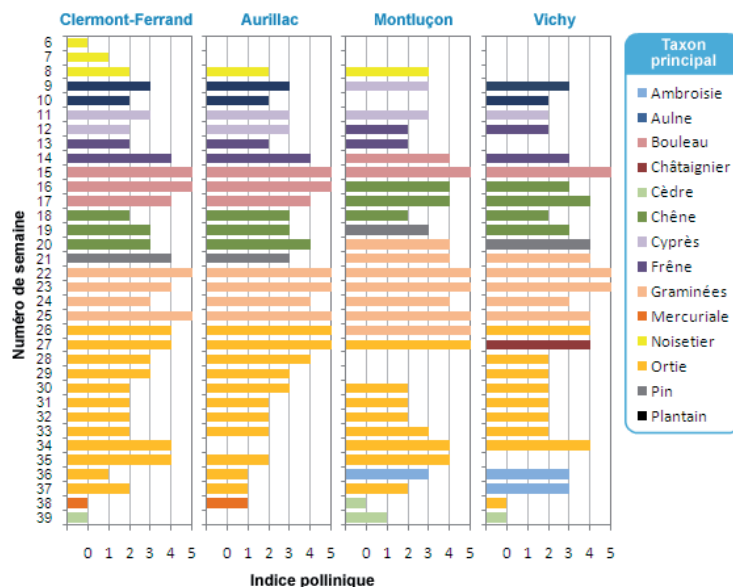 Clermont-Ferrand Aurillac Montluçon Vichy
Numéro de semaine
6
7
8
9
10
11
12
13
14
15
16
17
18
19
20
21
22
23
24
25
26
27
28
29
30
31
32
33
34
35
36
37
38
39
0 1 2 3 4 5 0 1 2 3 4 5 0 1 2 3 4 5 0 1 2 3 4 5
Indice pollinique
Taxon
principal
Ambroisie
Aulne
Bouleau
Châtaignier
Cèdre
Chêne
Cyprès
Frêne
Graminées
Mercuriale
Noisetier
Ortie
Pin
Plantain